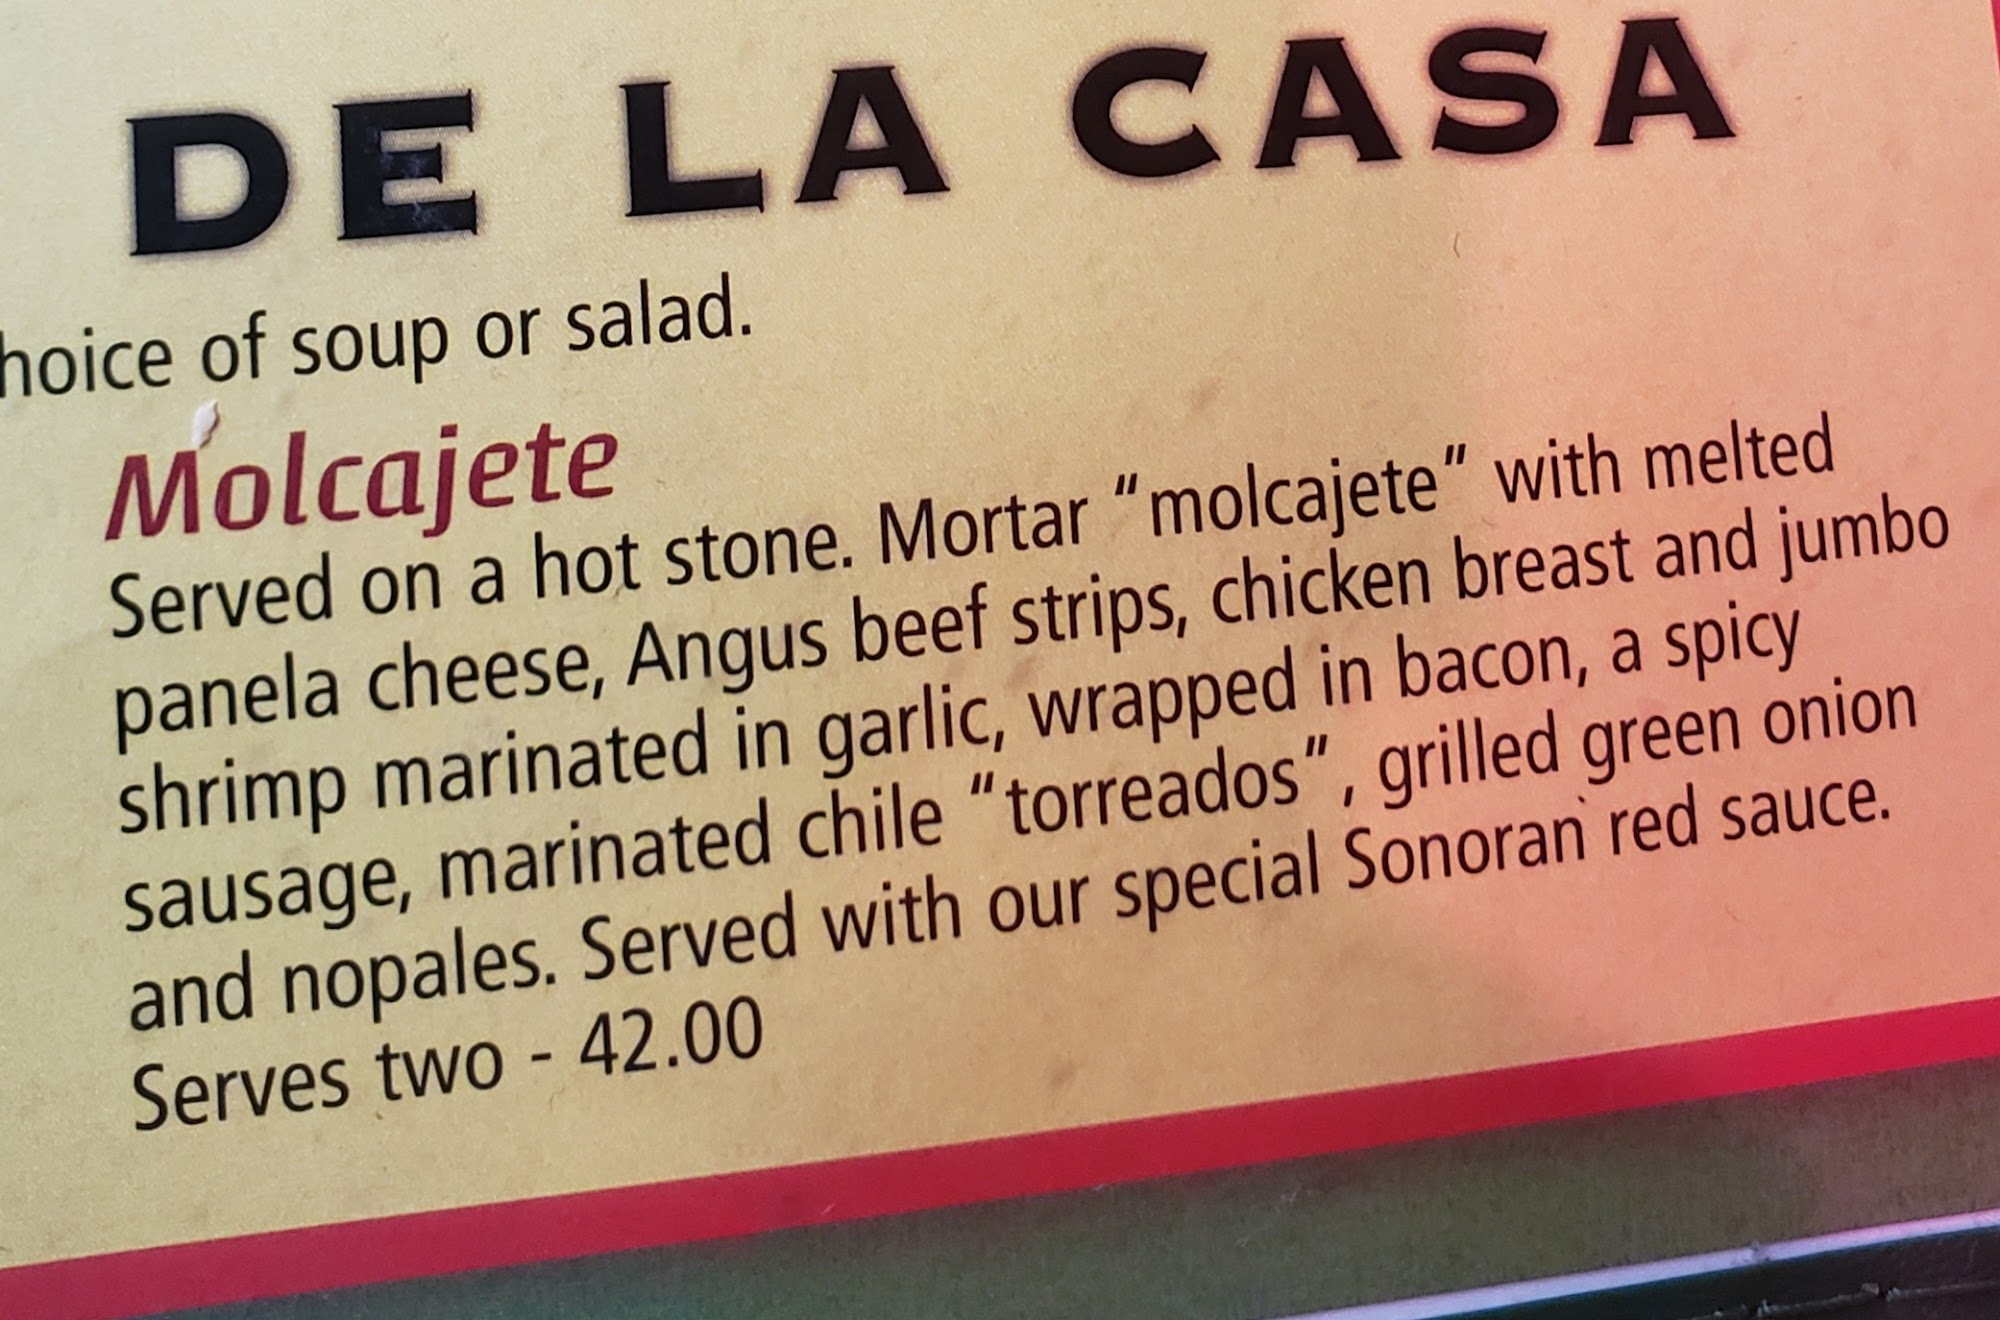 DE LA CASA
hoice of soup or salad.
Molcajete
Served on a hot stone. Mortar “molcajete” with melted
panela cheese, Angus beef strips, chicken breast and jumbo
shrimp marinated in garlic, wrapped in bacon, a spicy
sausage, marinated chile “torreados”, grilled green onion
and nopales. Served with our special Sonoran red sauce.
Serves two - 42.00